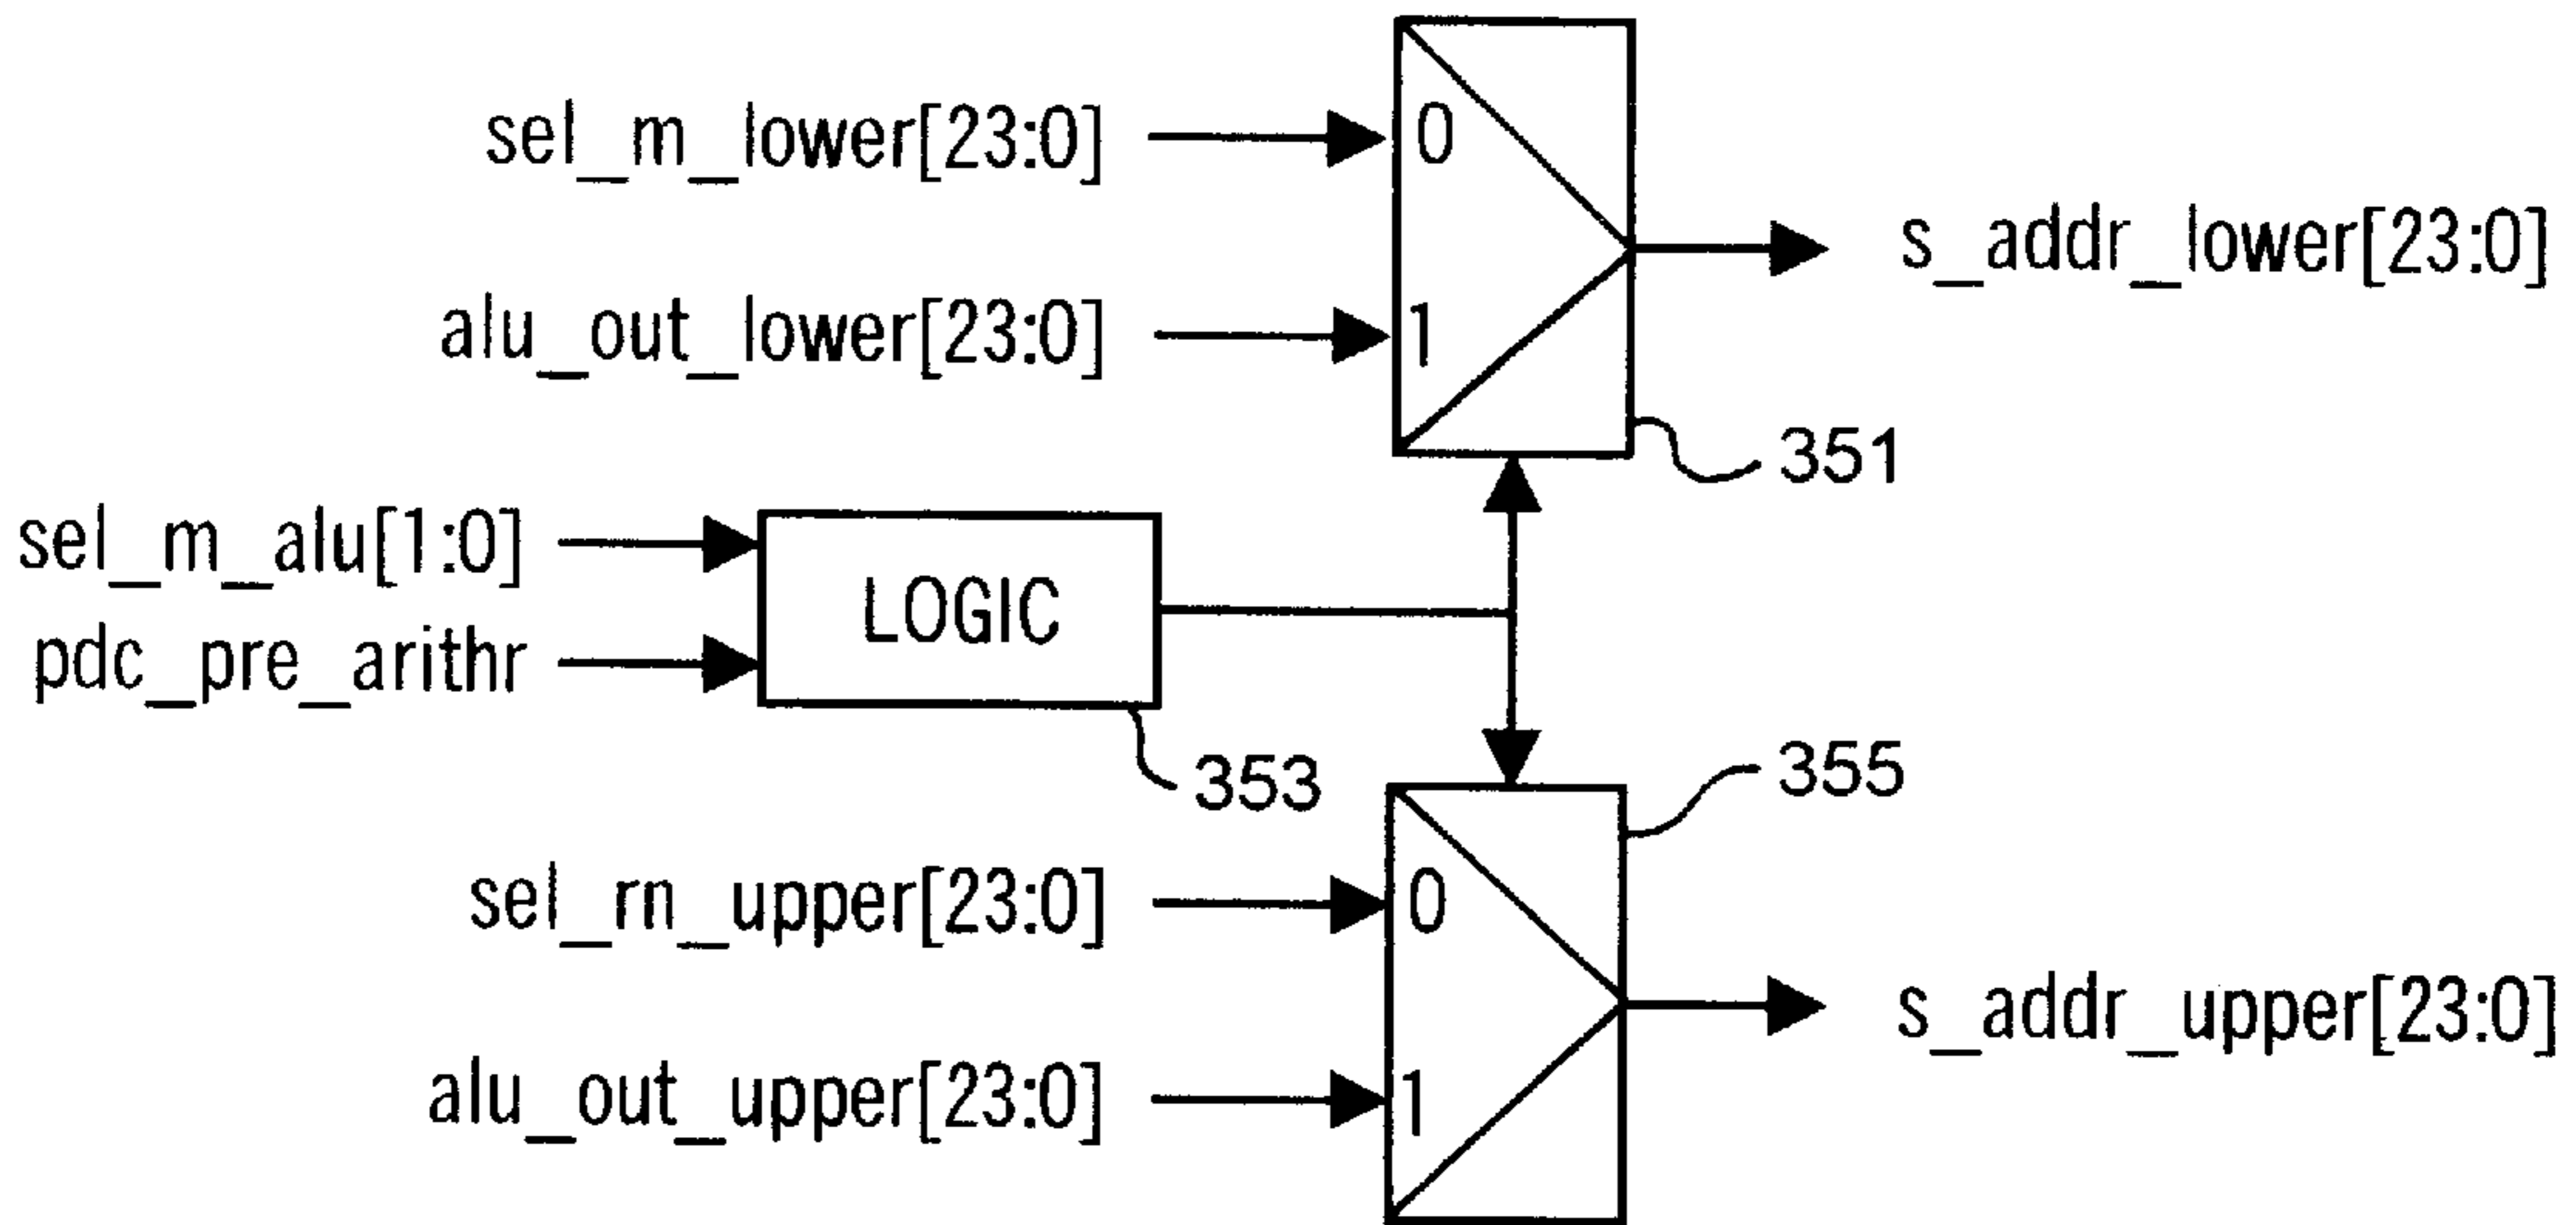 sel_m_lower[23:0]
0
alu_out_lower[23:0]
1
s_addr_lower[23:0]
351
sel_m_alu[1:0]
pdc_pre_arithr
LOGIC
353
355
sel_rn_upper[23:0]
0
alu_out_upper[23:0]
1
s_addr_upper[23:0]